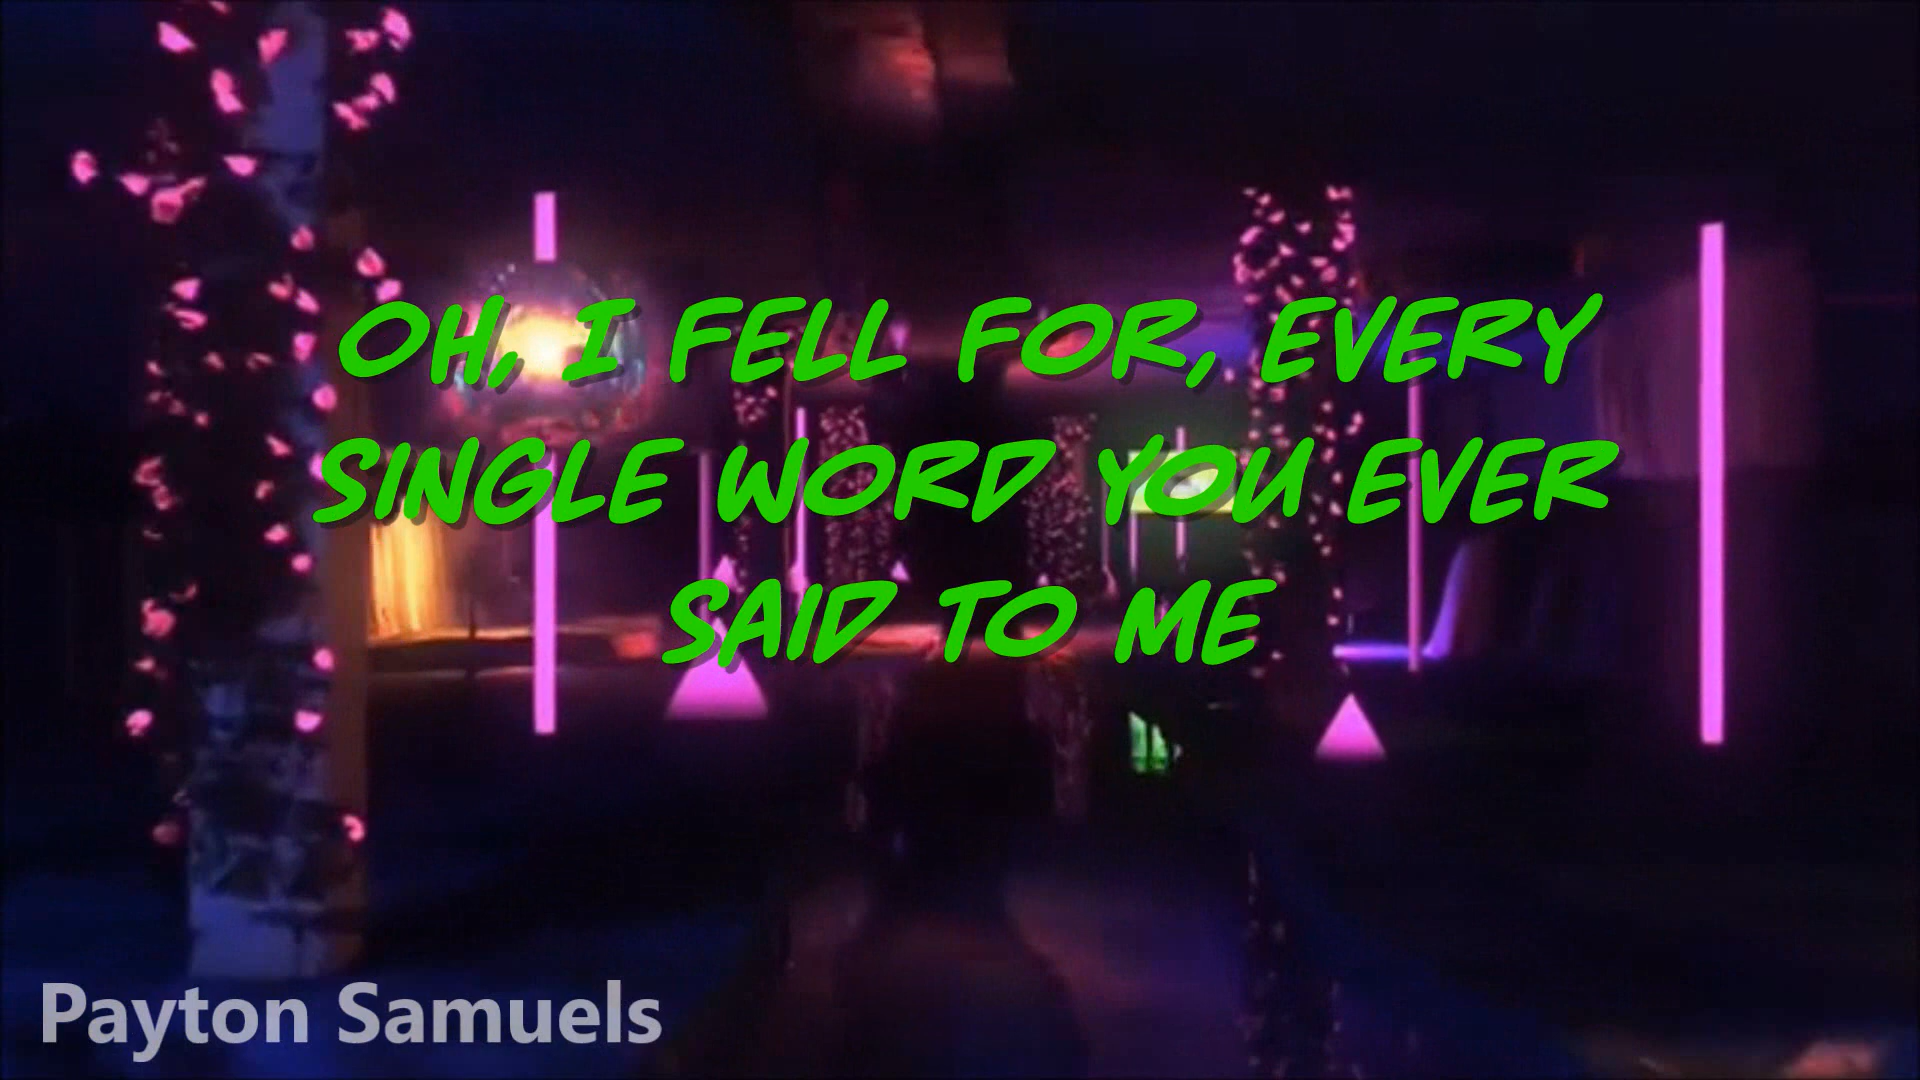 OH, I FELL FOR, EVERY
SINGLE WORD YOU EVER
SAID TO ME
Payton Samuels